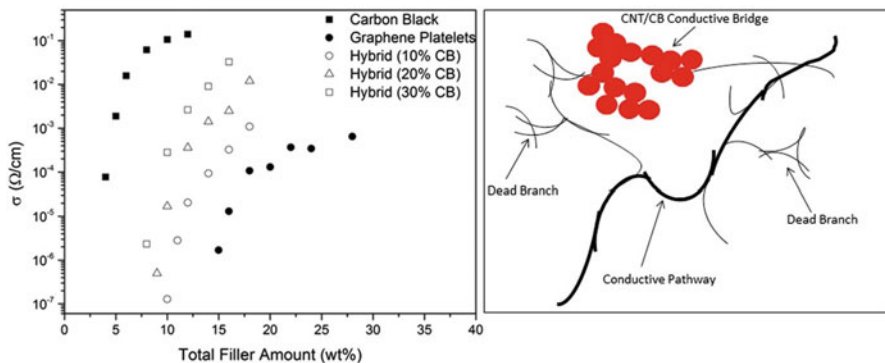 Carbon Black
Graphene Platelets
Hybrid (10% CB)
Hybrid (20% CB)
Hybrid (30% CB)
10⁻¹
10⁻²
10⁻³
10⁻⁴
10⁻⁵
10⁻⁶
10⁻⁷
σ (Ω/cm)
0 5 10 15 20 25 30 35 40
Total Filler Amount (wt%)
CNT/CB Conductive Bridge
Dead Branch
Dead Branch
Conductive Pathway